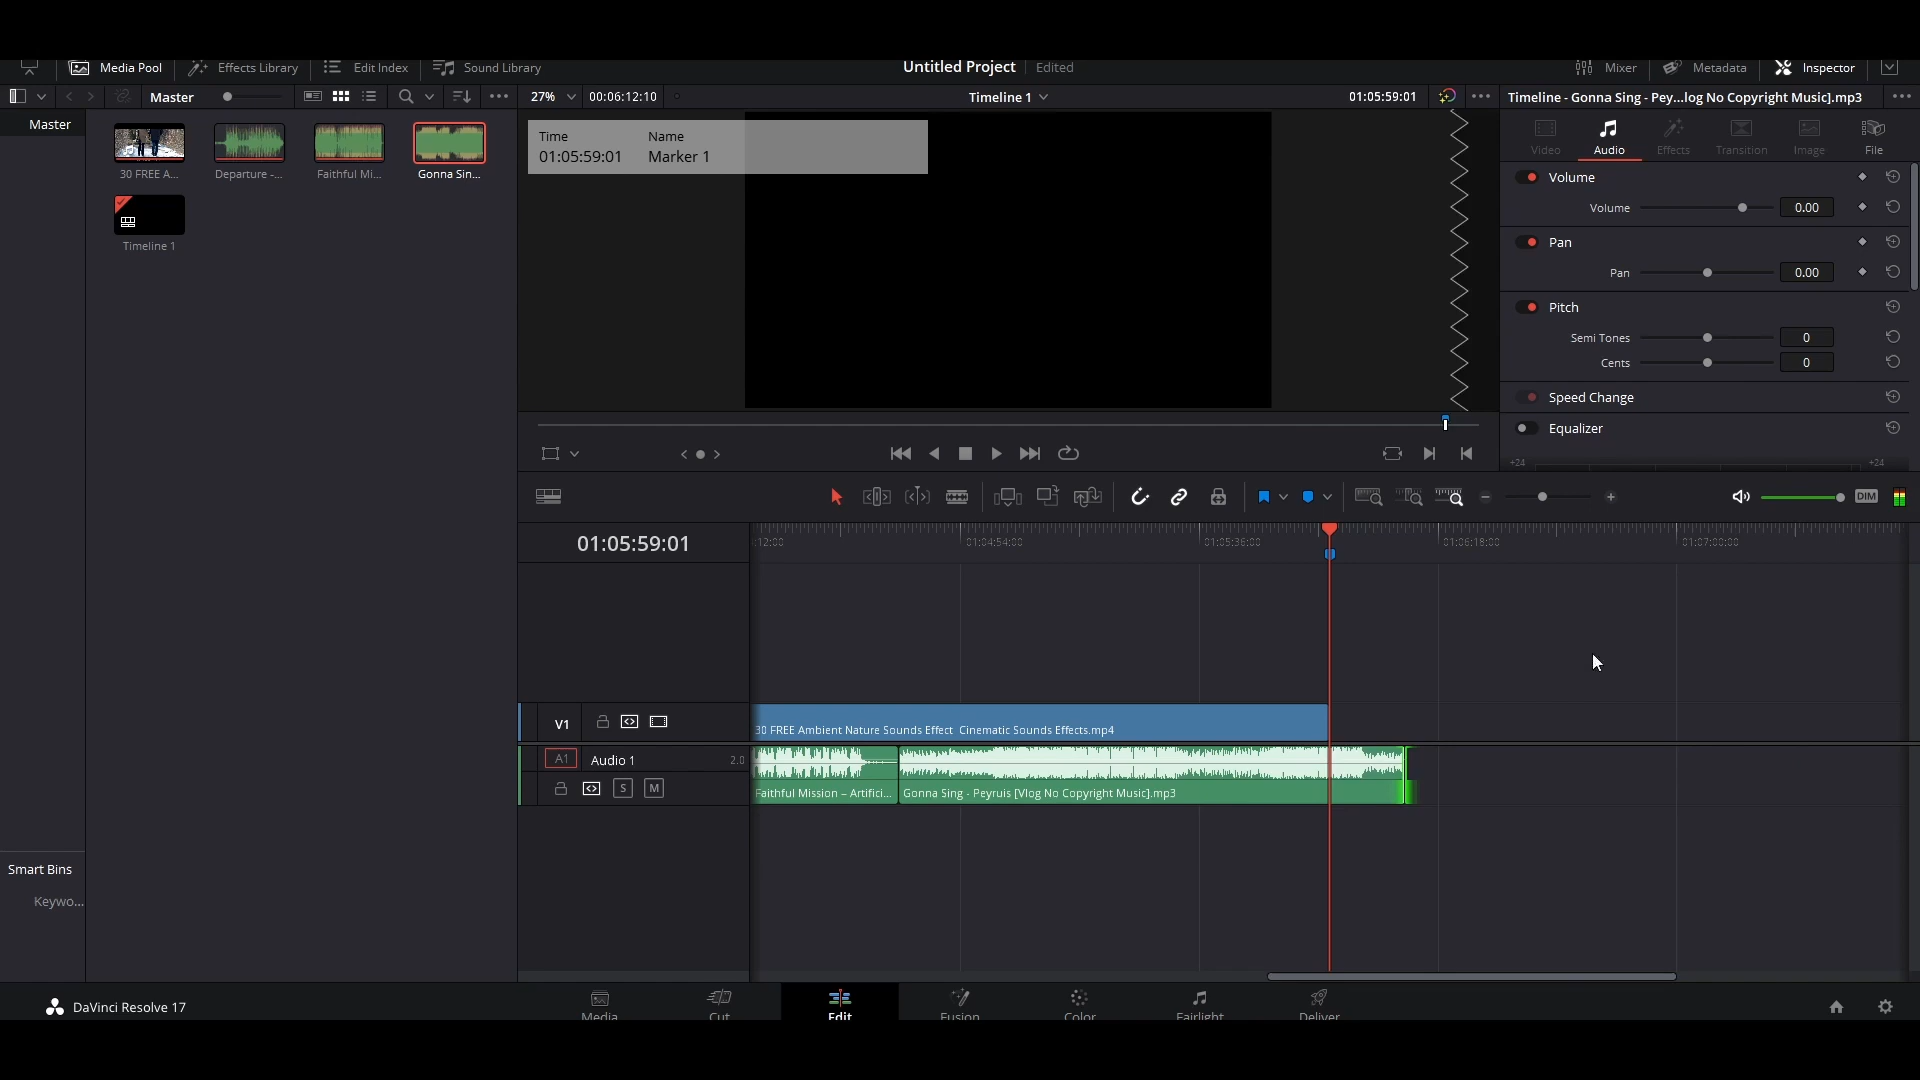 Media Pool
Effects Library
Edit Index
Sound Library
Untitled Project
Edited
Mixer
Metadata
Inspector
Master
27%
00:06:12:10
Timeline 1
01:05:59:01
Timeline - Gonna Sing - Pey...log No Copyright Music].mp3
Master
30 FREE A...
Departure -...
Faithful Mi...
Gonna Sin...
Timeline 1
Time
Name
01:05:59:01
Marker 1
Video
Audio
Effects
Transition
Image
File
Volume
Volume
0.00
Pan
Pan
0.00
Pitch
Semi Tones
0
Cents
0
Speed Change
Equalizer
+24
+24
DIM
01:05:59:01
:12:00
01:04:54:00
01:05:36:00
01:06:18:00
01:07:00:00
V1
30 FREE Ambient Nature Sounds Effect Cinematic Sounds Effects.mp4
A1
Audio 1
2.0
S
M
Faithful Mission – Artifici...
Gonna Sing - Peyruis [Vlog No Copyright Music].mp3
Smart Bins
Keywo...
DaVinci Resolve 17
Media
Cut
Edit
Fusion
Color
Fairlight
Deliver